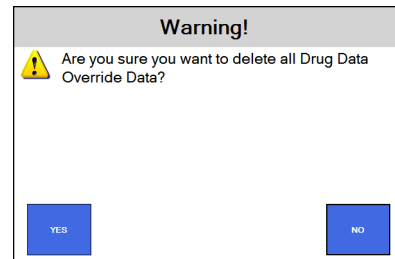 Warning!
Are you sure you want to delete all Drug Data
Override Data?
YES
NO